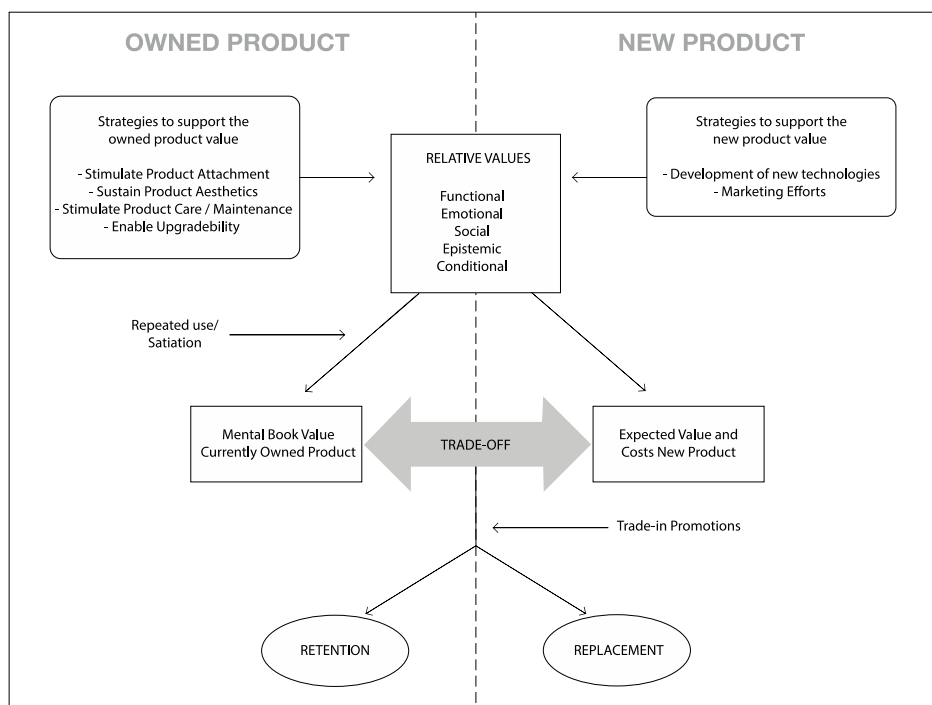 OWNED PRODUCT
NEW PRODUCT
Strategies to support the
owned product value
- Stimulate Product Attachment
- Sustain Product Aesthetics
- Stimulate Product Care / Maintenance
- Enable Upgradebility
RELATIVE VALUES
Functional
Emotional
Social
Epistemic
Conditional
Strategies to support the
new product value
- Development of new technologies
- Marketing Efforts
Repeated use/
Satiation
Mental Book Value
Currently Owned Product
TRADE-OFF
Expected Value and
Costs New Product
Trade-in Promotions
RETENTION
REPLACEMENT